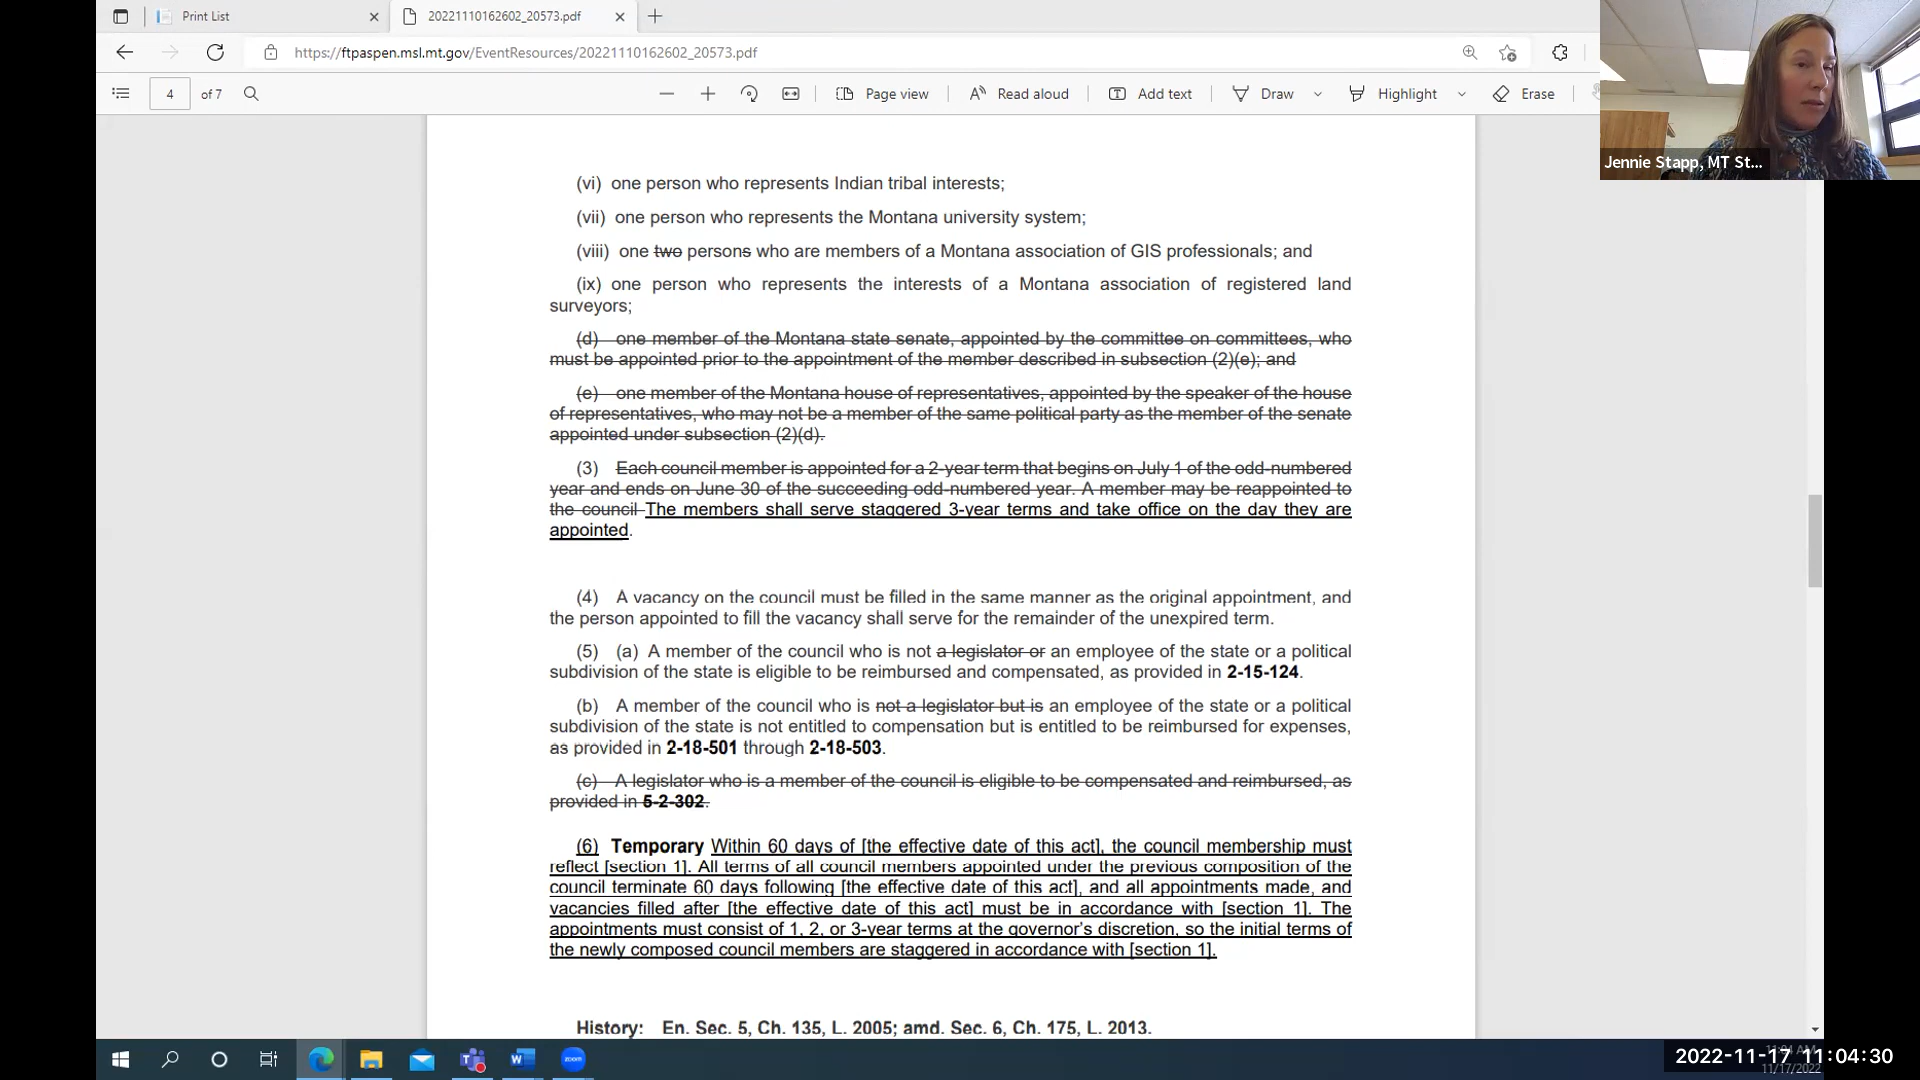 Print List
20221110162602_20573.pdf
https://ftpaspen.msl.mt.gov/EventResources/20221110162602_20573.pdf
4 of 7
Page view
Read aloud
Add text
Draw
Highlight
Erase
Jennie Stapp, MT St...
(vi) one person who represents Indian tribal interests;
(vii) one person who represents the Montana university system;
(viii) one two persons who are members of a Montana association of GIS professionals; and
(ix) one person who represents the interests of a Montana association of registered land
surveyors;
(d) one member of the Montana state senate, appointed by the committee on committees, who
must be appointed prior to the appointment of the member described in subsection (2)(e); and
(e) one member of the Montana house of representatives, appointed by the speaker of the house
of representatives, who may not be a member of the same political party as the member of the senate
appointed under subsection (2)(d).
(3) Each council member is appointed for a 2-year term that begins on July 1 of the odd-numbered
year and ends on June 30 of the succeeding odd-numbered year. A member may be reappointed to
the council The members shall serve staggered 3-year terms and take office on the day they are
appointed.
(4) A vacancy on the council must be filled in the same manner as the original appointment, and
the person appointed to fill the vacancy shall serve for the remainder of the unexpired term.
(5) (a) A member of the council who is not a legislator or an employee of the state or a political
subdivision of the state is eligible to be reimbursed and compensated, as provided in 2-15-124.
(b) A member of the council who is not a legislator but is an employee of the state or a political
subdivision of the state is not entitled to compensation but is entitled to be reimbursed for expenses,
as provided in 2-18-501 through 2-18-503.
(c) A legislator who is a member of the council is eligible to be compensated and reimbursed, as
provided in 5-2-302.
(6) Temporary Within 60 days of [the effective date of this act], the council membership must
reflect [section 1]. All terms of all council members appointed under the previous composition of the
council terminate 60 days following [the effective date of this act], and all appointments made, and
vacancies filled after [the effective date of this act] must be in accordance with [section 1]. The
appointments must consist of 1, 2, or 3-year terms at the governor's discretion, so the initial terms of
the newly composed council members are staggered in accordance with [section 1].
History: En. Sec. 5, Ch. 135, L. 2005; amd. Sec. 6, Ch. 175, L. 2013.
zoom
2022-11-17 11:04:30
11/17/2022